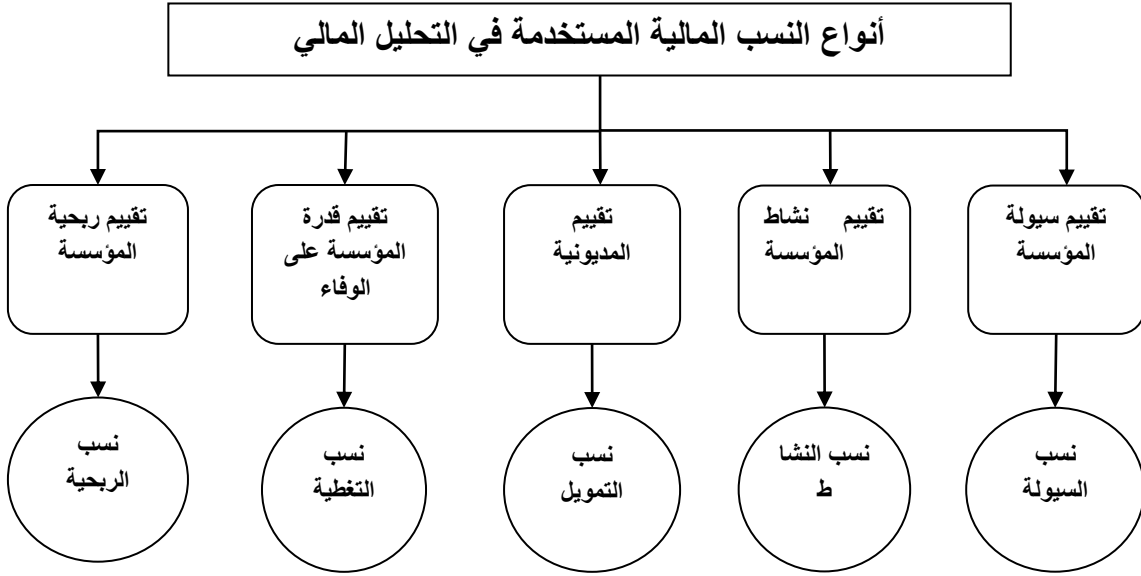 أنواع النسب المالية المستخدمة في التحليل المالي
تقييم سيولة
المؤسسة
تقييم نشاط
المؤسسة
تقييم
المديونية
تقييم قدرة
المؤسسة على
الوفاء
تقييم ربحية
المؤسسة
نسب
السيولة
نسب النشا
ط
نسب
التمويل
نسب
التغطية
نسب
الربحية